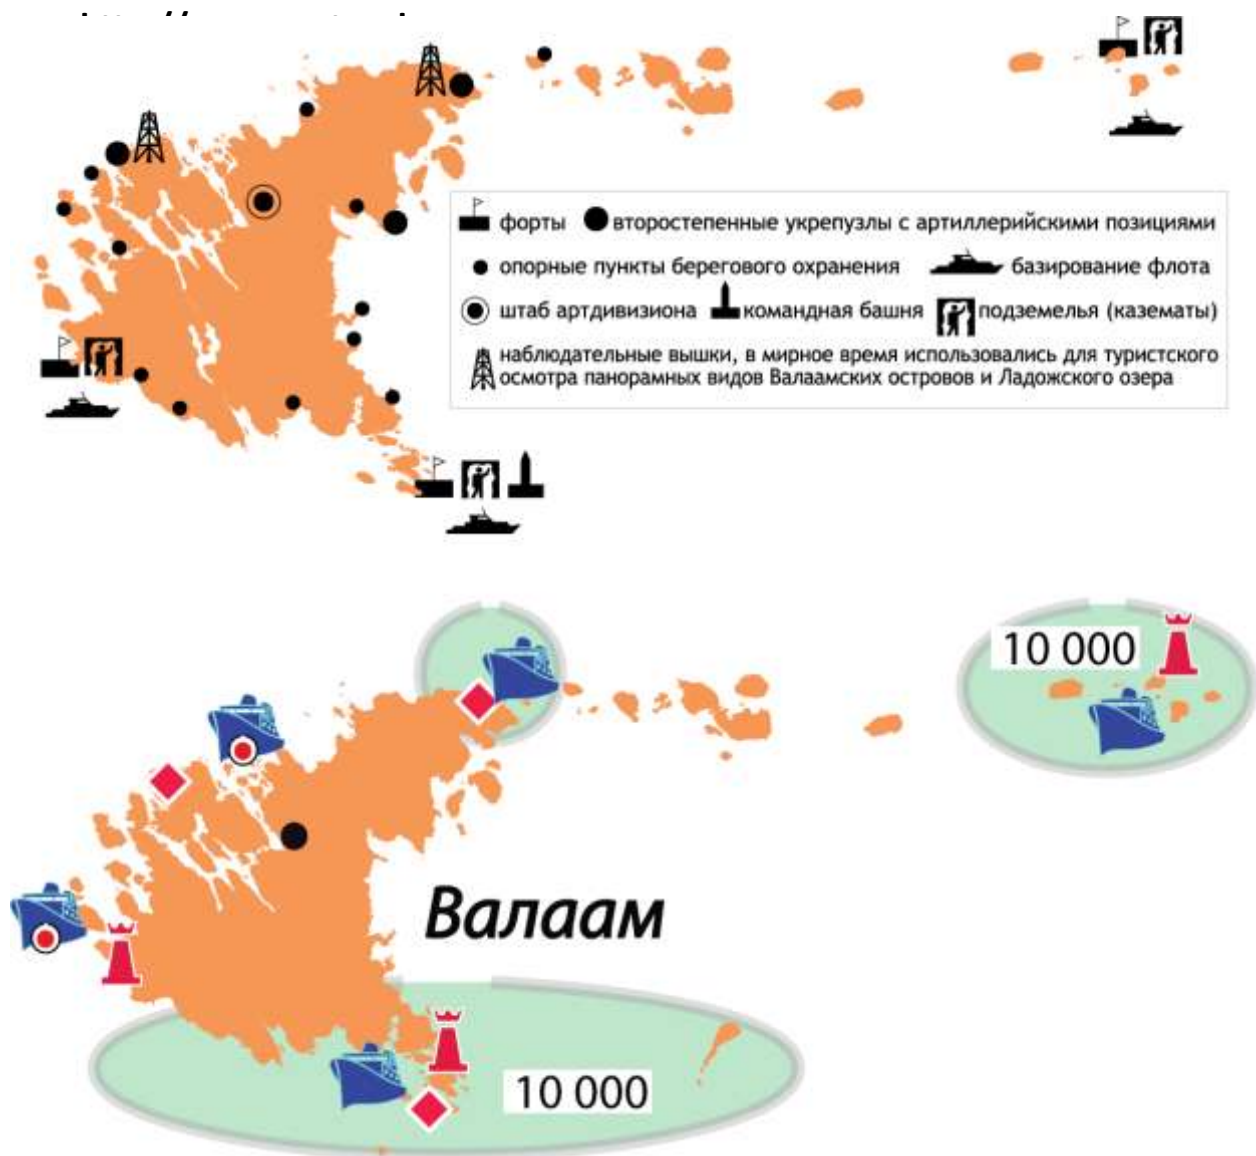 форты второстепенные укрепузлы с артиллерийскими позициями
опорные пункты берегового охранения базирование флота
штаб артдивизиона командная башня подземелья (казематы)
наблюдательные вышки, в мирное время использовались для туристского
осмотра панорамных видов Валаамских островов и Ладожского озера
10 000
Валаам
10 000